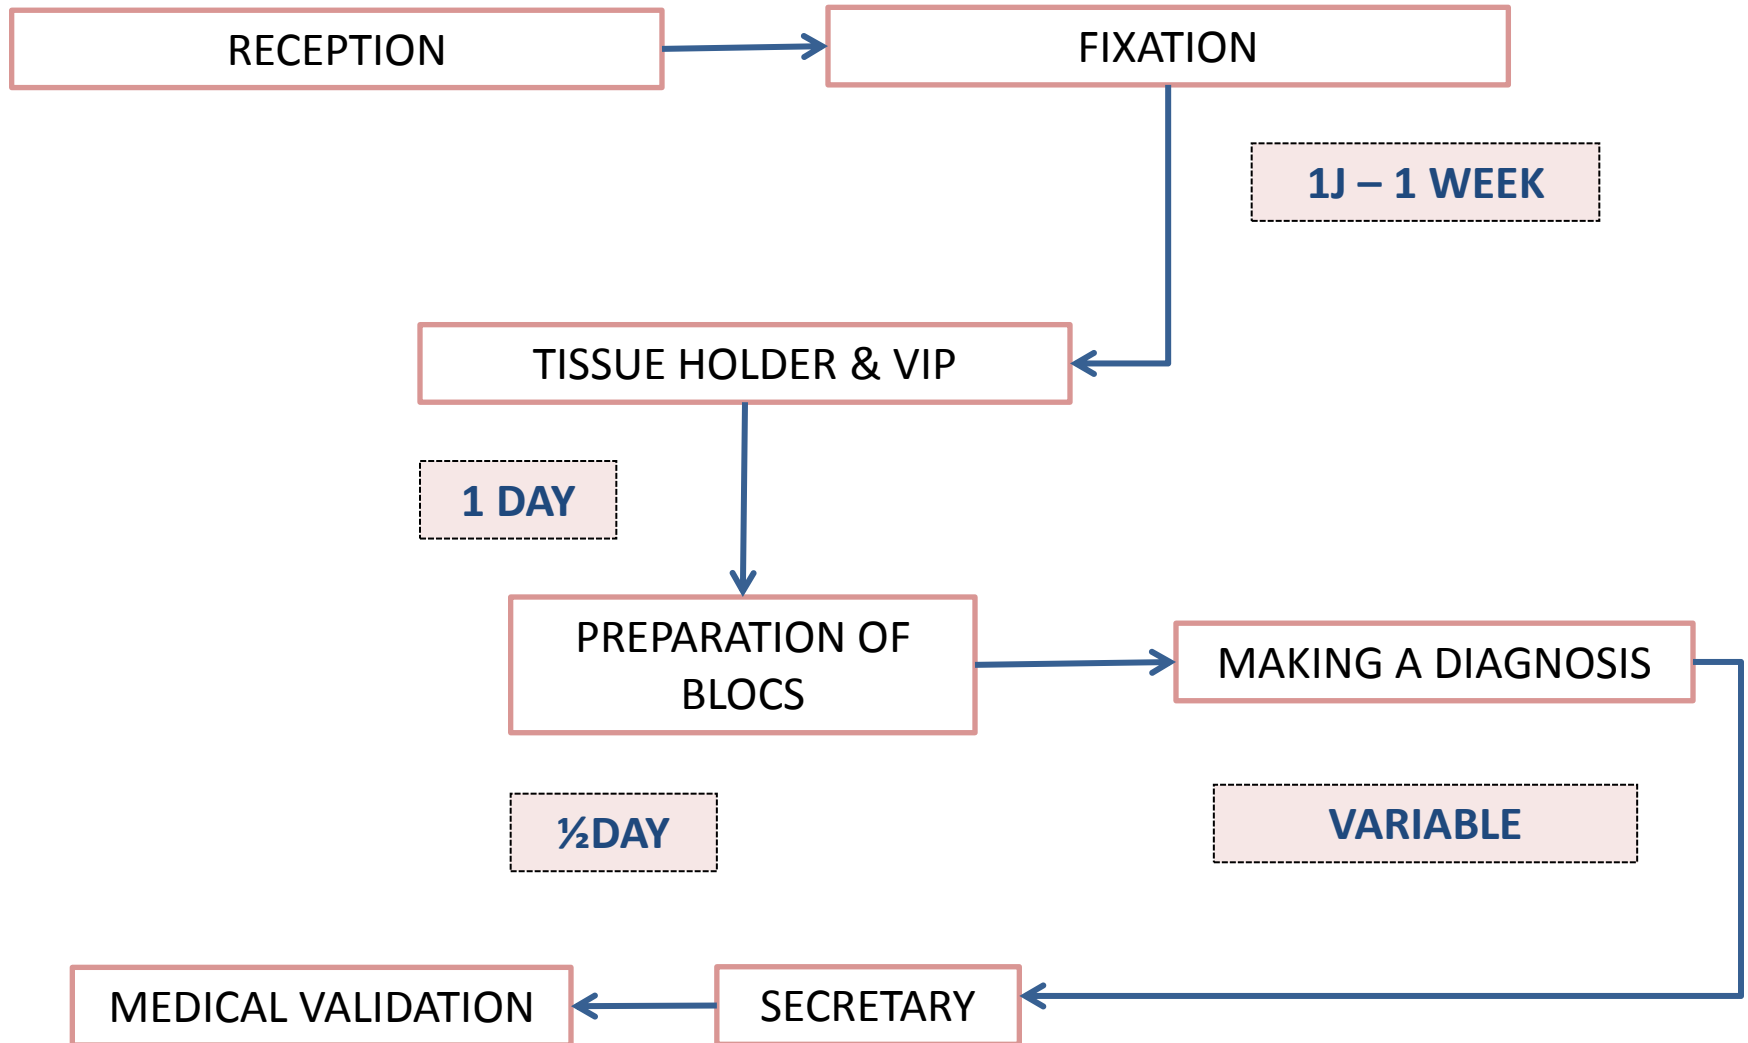 RECEPTION
FIXATION
1J – 1 WEEK
TISSUE HOLDER & VIP
1 DAY
PREPARATION OF
BLOCS
MAKING A DIAGNOSIS
½DAY
VARIABLE
MEDICAL VALIDATION
SECRETARY